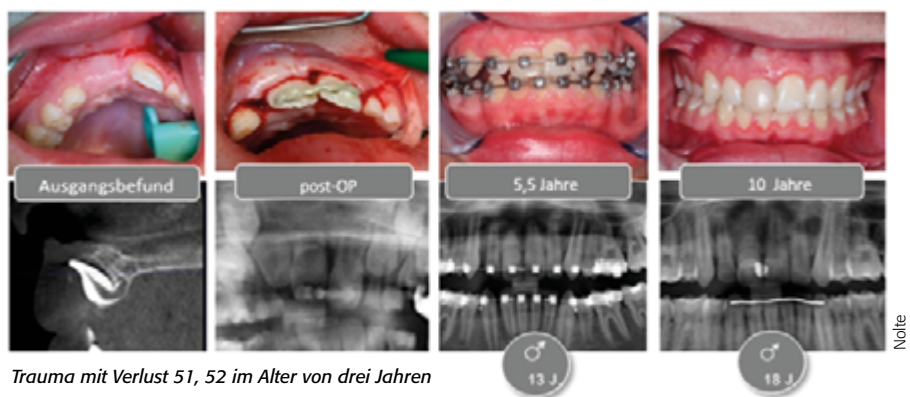 Ausgangsbefund
post-OP
5,5 Jahre
10 Jahre
♂
13 J.
♂
18 J.
Nolte
Trauma mit Verlust 51, 52 im Alter von drei Jahren